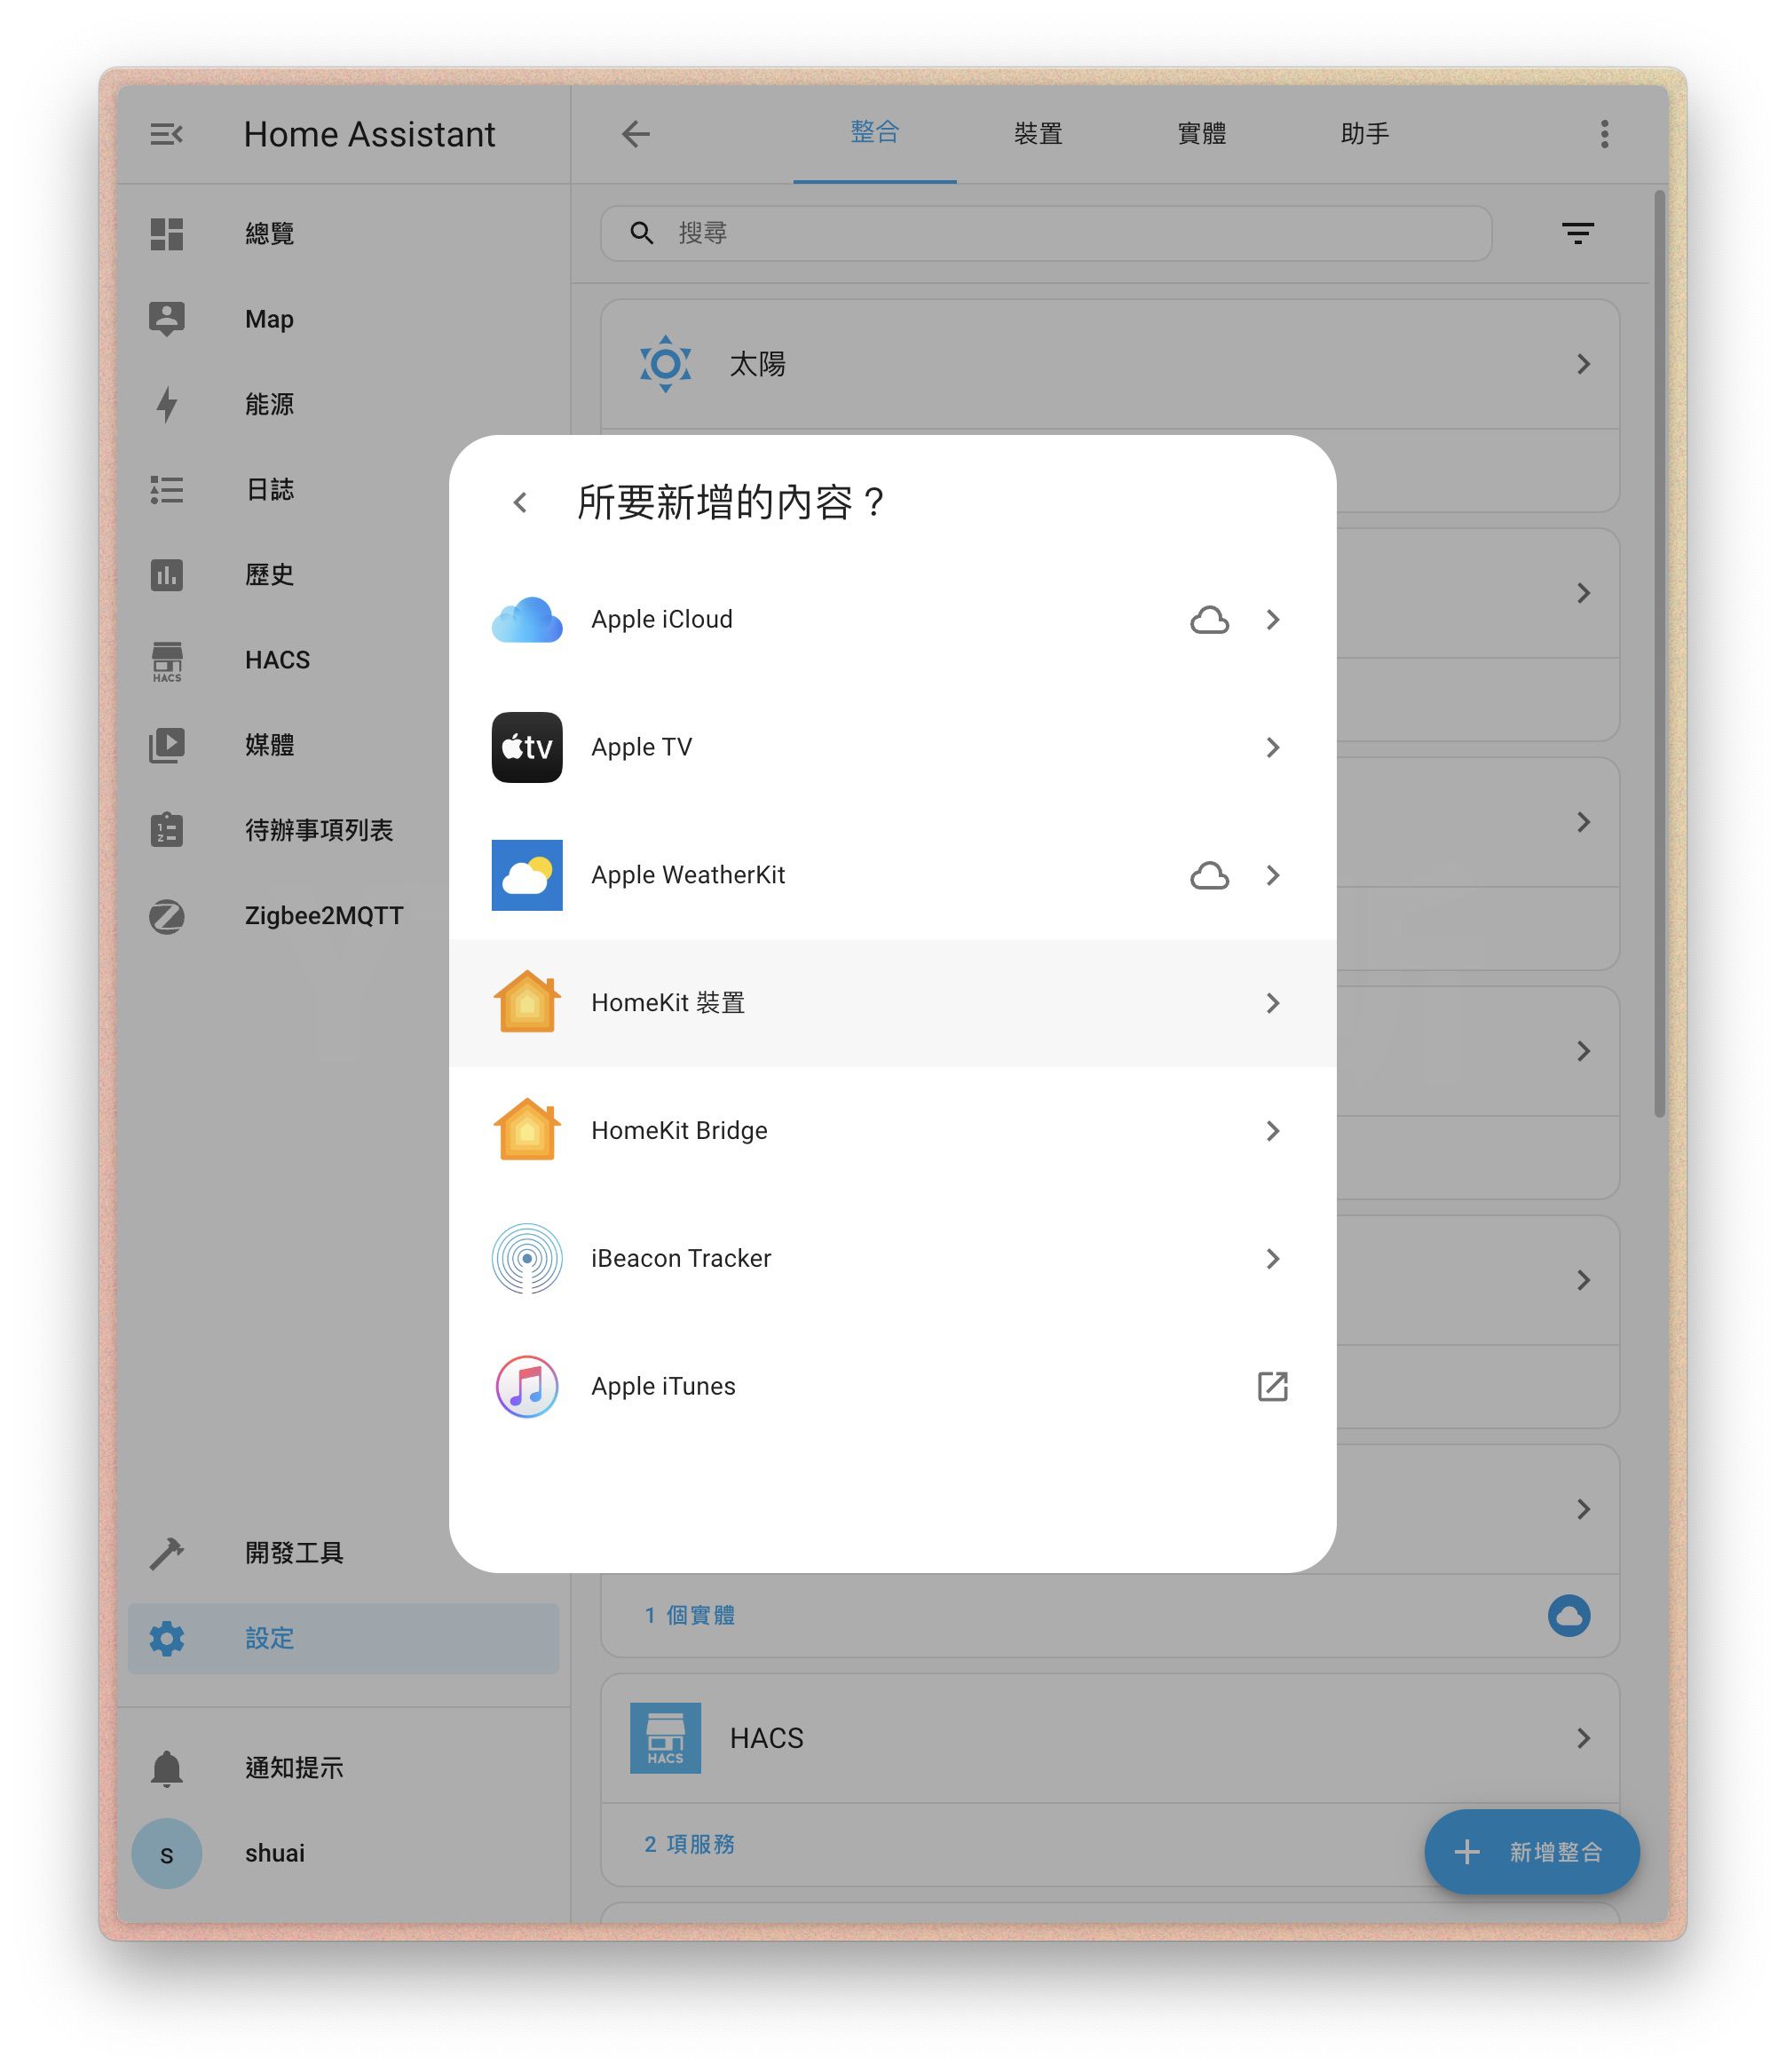 Home Assistant
整合
裝置
實體
助手
總覽
搜尋
Map
太陽
能源
日誌
歷史
HACS
HACS
媒體
待辦事項列表
Zigbee2MQTT
所要新增的內容？
Apple iCloud
tv
Apple TV
Apple WeatherKit
HomeKit 裝置
HomeKit Bridge
iBeacon Tracker
Apple iTunes
開發工具
設定
1 個實體
HACS
HACS
2 項服務
通知提示
s
shuai
新增整合